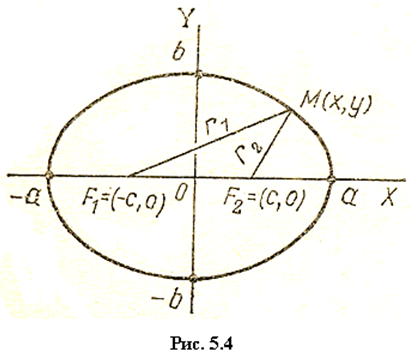 Y
b
M(x,y)
r1
r2
-a
F1=(-c,0)
0
F2=(c,0)
a
X
-b
Рис. 5.4